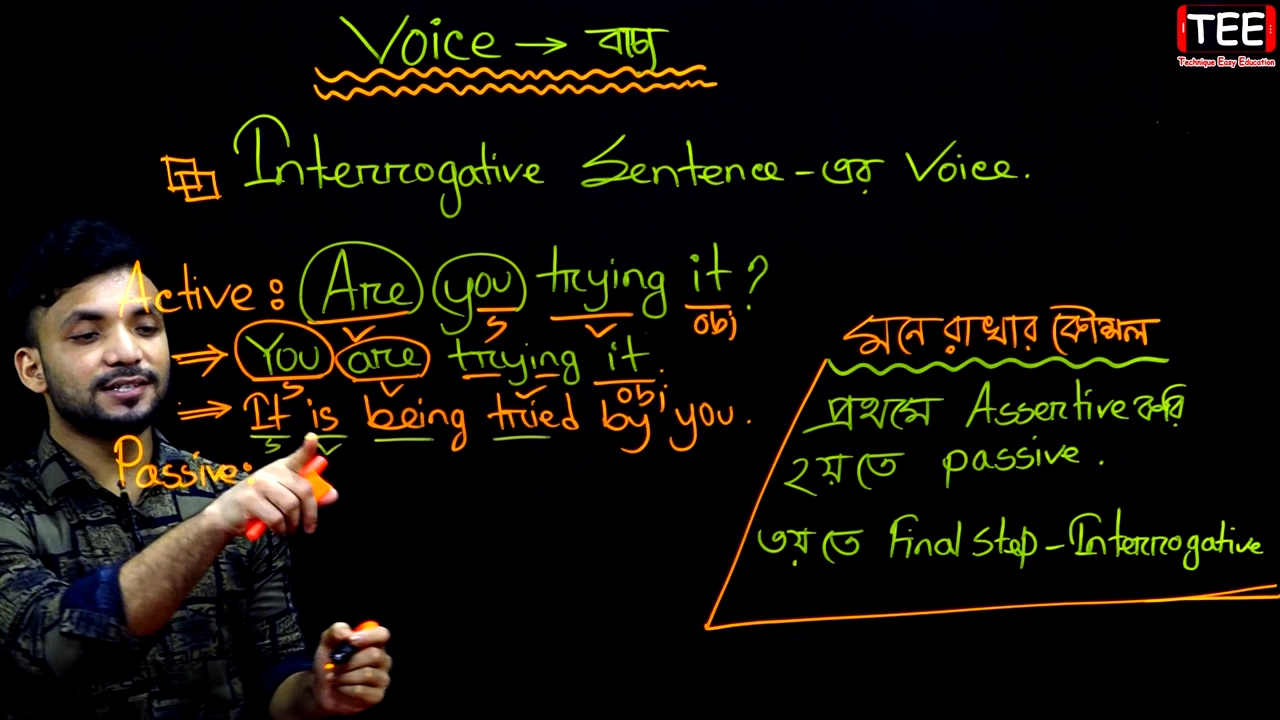 TEE
Technique Easy Education
Voice → বাচ্য
Interrogative Sentence-এর Voice.
Active: Are you trying it?
v s v obj
⇒ You are trying it.
s v v obj
⇒ It is being tried by you.
s v
Passive:
মনে রাখার কৌশল
প্রথমে Assertive করি
২য় তে passive.
৩য় তে Final Step - Interrogative